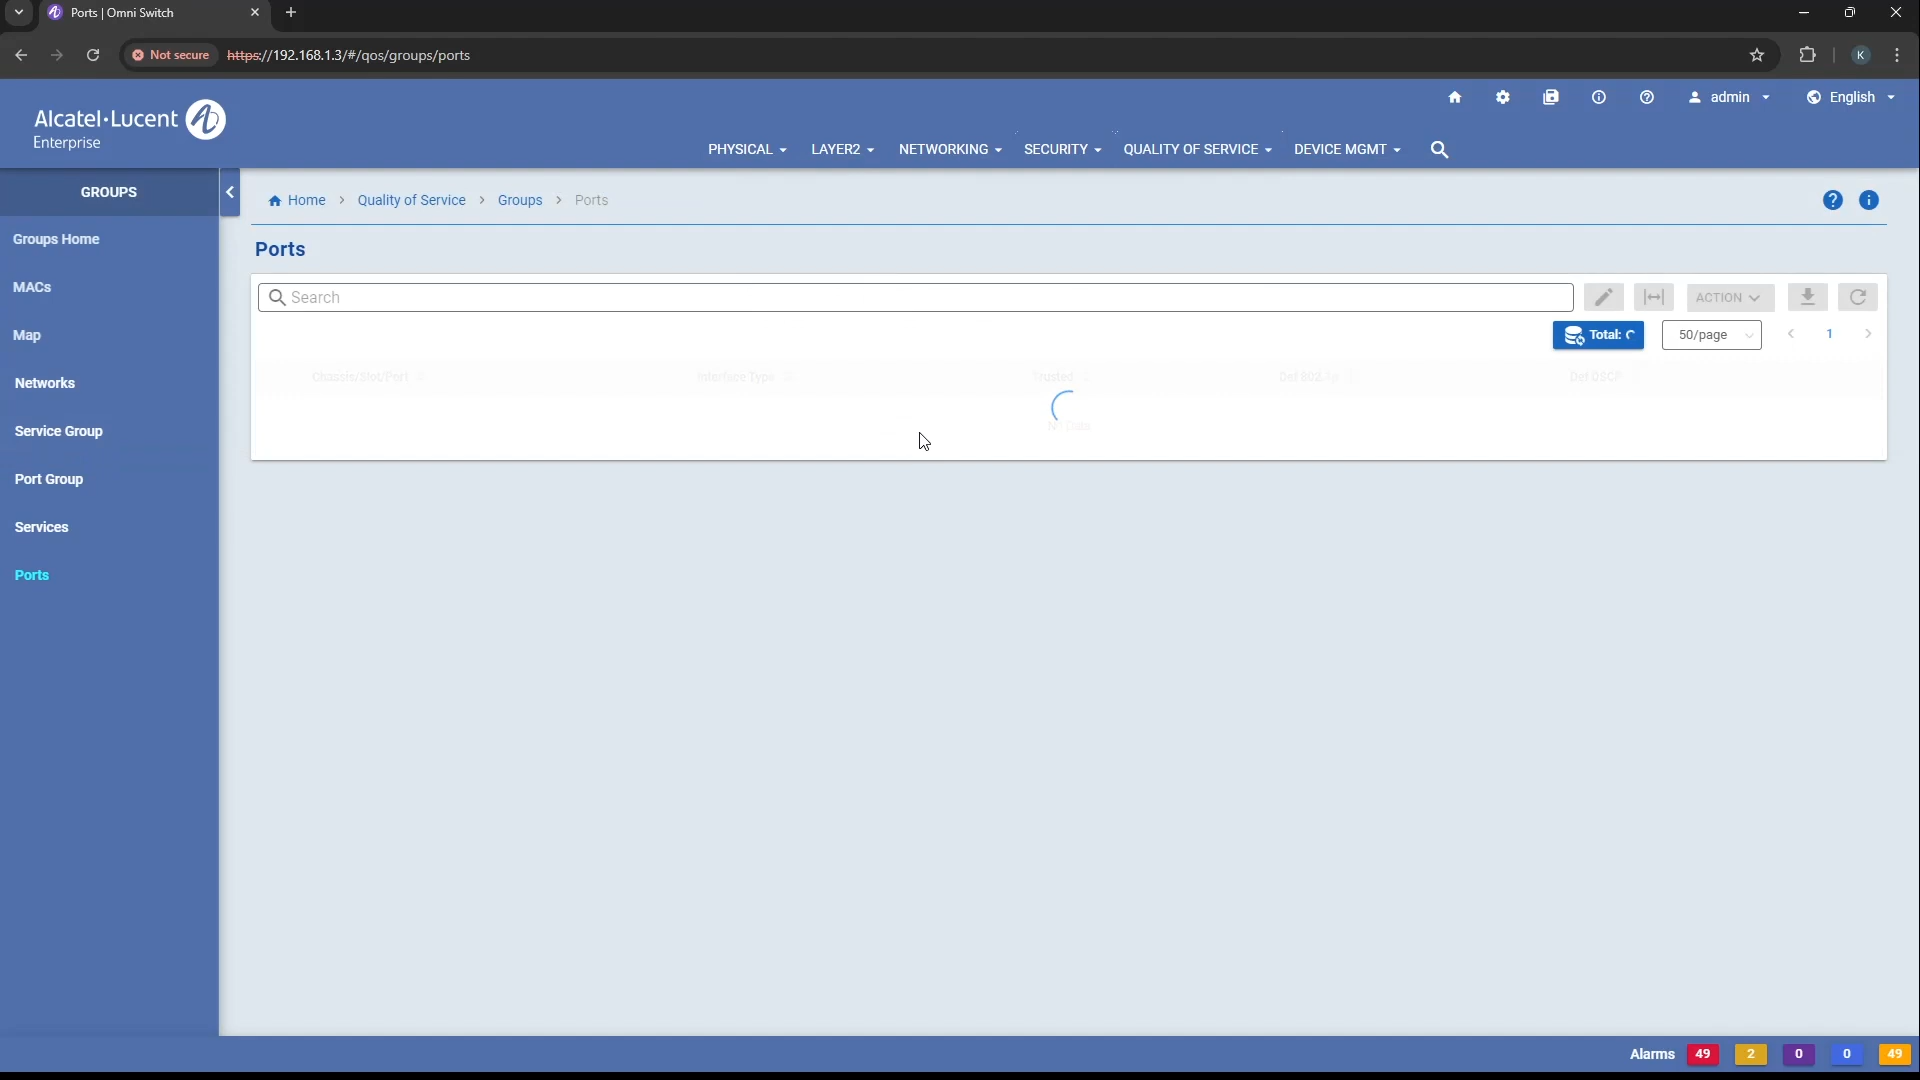 Ports | Omni Switch
Not secure
https://192.168.1.3/#/qos/groups/ports
K
Alcatel·Lucent
Enterprise
admin
English
PHYSICAL
LAYER2
NETWORKING
SECURITY
QUALITY OF SERVICE
DEVICE MGMT
GROUPS
Home > Quality of Service > Groups > Ports
Groups Home
MACs
Map
Networks
Service Group
Port Group
Services
Ports
Ports
Search
ACTION
Total:
50/page
1
Chassis/Slot/Port
Interface Type
Trusted
Def 802.1p
Def DSCP
No Data
Alarms 49 2 0 0 49